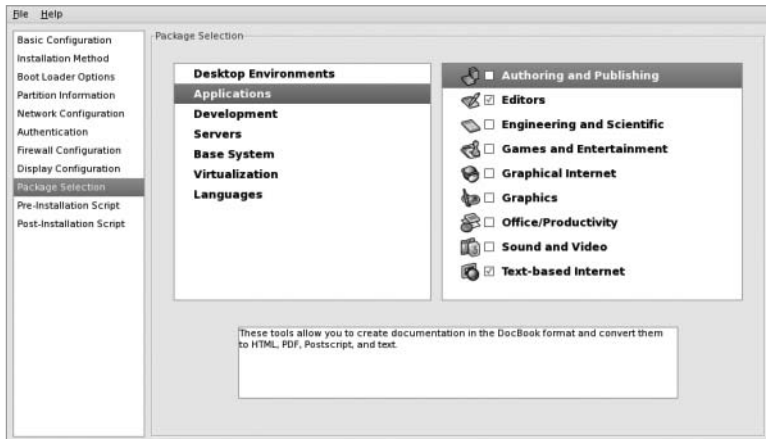 File Help
Basic Configuration
Installation Method
Boot Loader Options
Partition Information
Network Configuration
Authentication
Firewall Configuration
Display Configuration
Package Selection
Pre-Installation Script
Post-Installation Script
Package Selection
Desktop Environments
Applications
Development
Servers
Base System
Virtualization
Languages
Authoring and Publishing
Editors
Engineering and Scientific
Games and Entertainment
Graphical Internet
Graphics
Office/Productivity
Sound and Video
Text-based Internet
These tools allow you to create documentation in the DocBook format and convert them
to HTML, PDF, Postscript, and text.